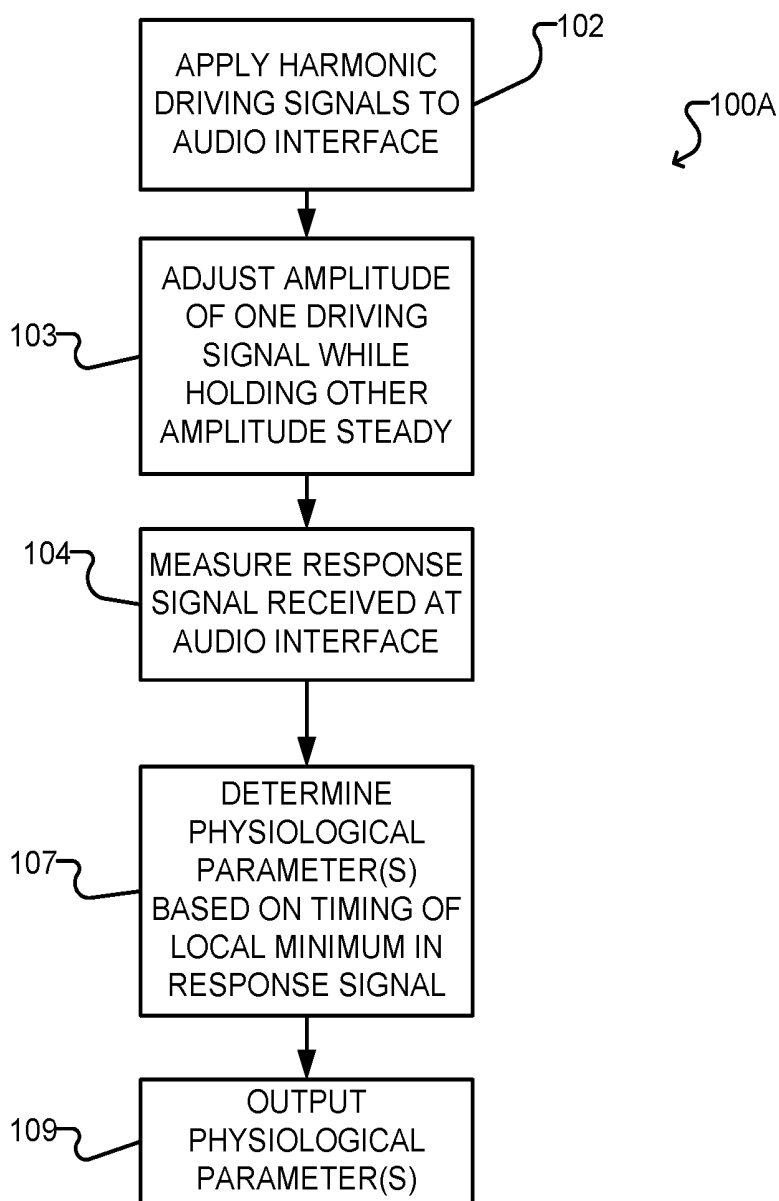 102
APPLY HARMONIC
DRIVING SIGNALS TO
AUDIO INTERFACE
100A
103
ADJUST AMPLITUDE
OF ONE DRIVING
SIGNAL WHILE
HOLDING OTHER
AMPLITUDE STEADY
104
MEASURE RESPONSE
SIGNAL RECEIVED AT
AUDIO INTERFACE
107
DETERMINE
PHYSIOLOGICAL
PARAMETER(S)
BASED ON TIMING OF
LOCAL MINIMUM IN
RESPONSE SIGNAL
109
OUTPUT
PHYSIOLOGICAL
PARAMETER(S)